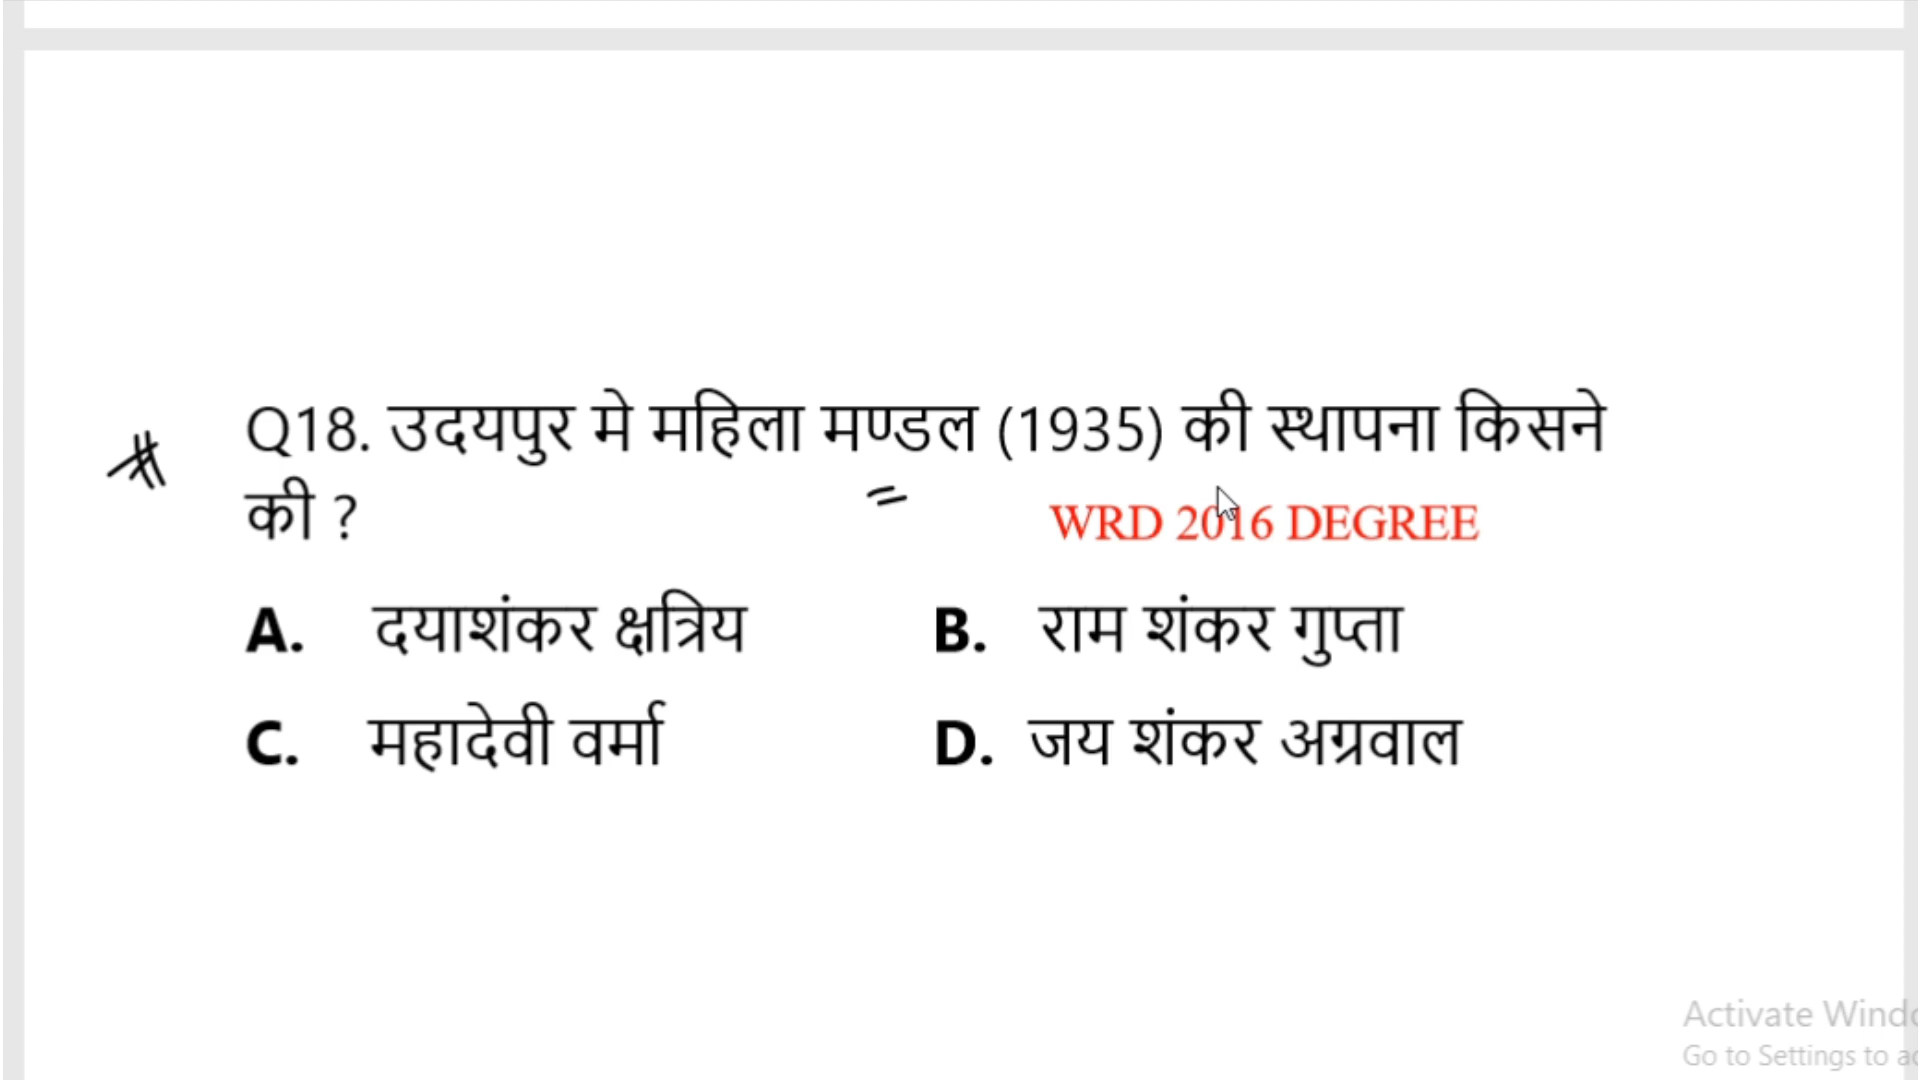 Q18. उदयपुर मे महिला मण्डल (1935) की स्थापना किसने
की ?
WRD 2016 DEGREE
A. दयाशंकर क्षत्रिय B. राम शंकर गुप्ता
C. महादेवी वर्मा D. जय शंकर अग्रवाल
Activate Windo
Go to Settings to ac